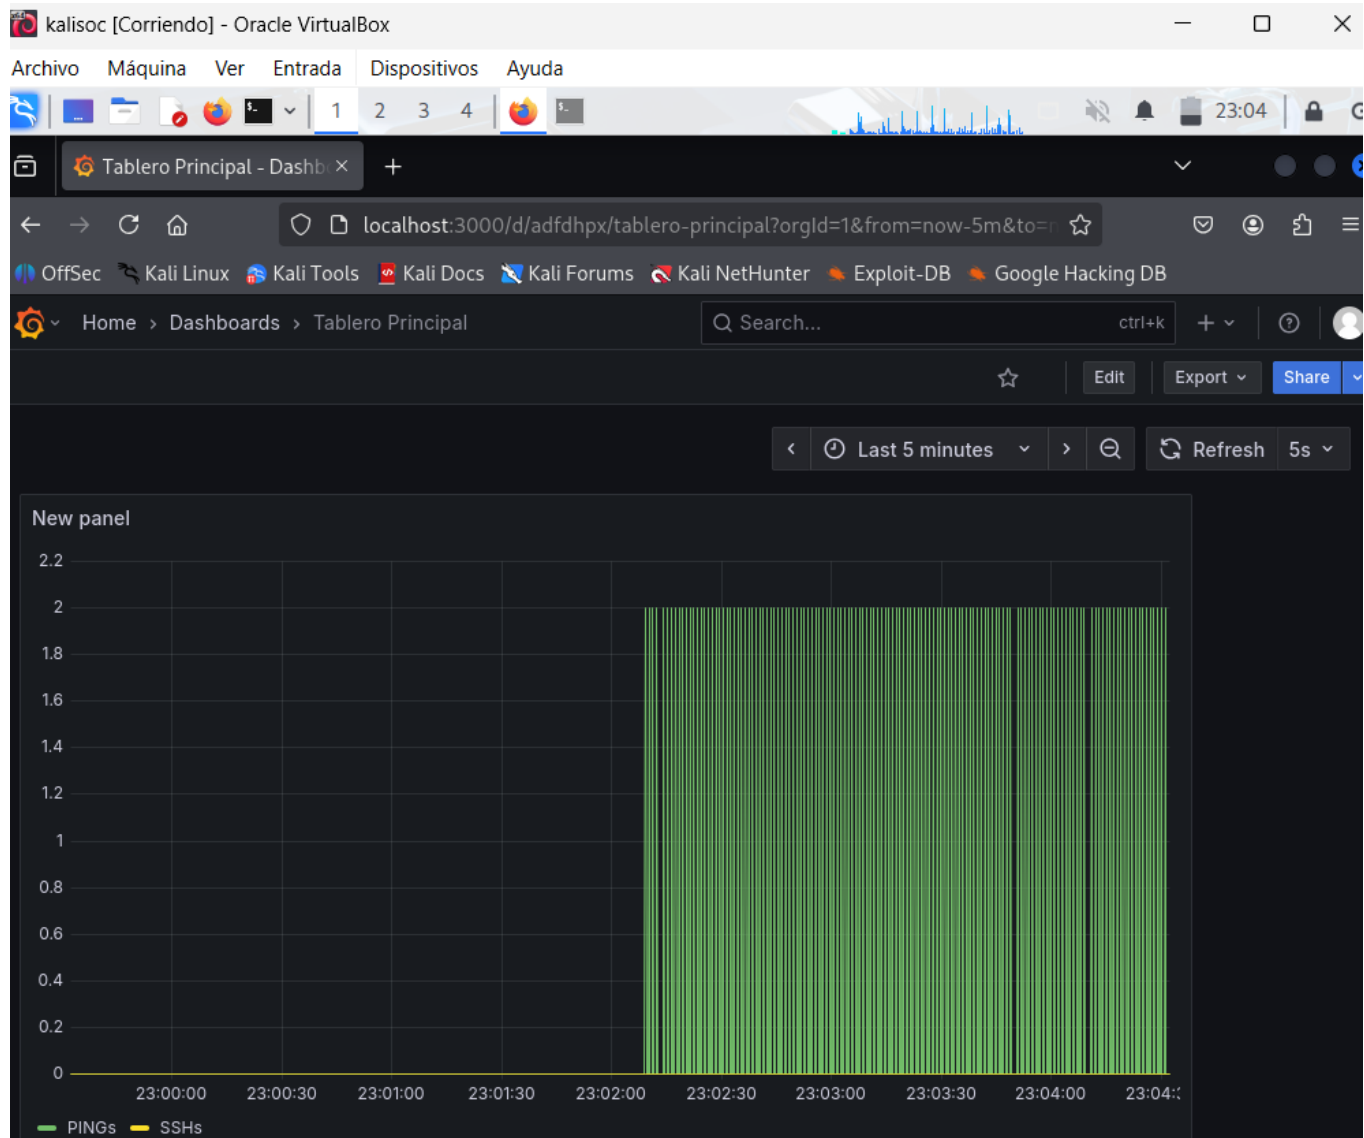 kalisoc [Corriendo] - Oracle VirtualBox
Archivo Máquina Ver Entrada Dispositivos Ayuda
1 2 3 4 23:04
Tablero Principal - Dashb
localhost:3000/d/adfdhpx/tablero-principal?orgId=1&from=now-5m&to=n
OffSec Kali Linux Kali Tools Kali Docs Kali Forums Kali NetHunter Exploit-DB Google Hacking DB
Home › Dashboards › Tablero Principal Search... ctrl+k
Edit Export Share
Last 5 minutes Refresh 5s
New panel
2.2
2
1.8
1.6
1.4
1.2
1
0.8
0.6
0.4
0.2
0
23:00:00 23:00:30 23:01:00 23:01:30 23:02:00 23:02:30 23:03:00 23:03:30 23:04:00 23:04:
PINGs SSHs